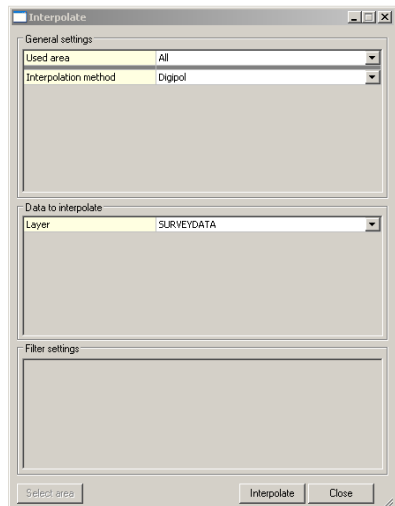 Interpolate
General settings
Used area All
Interpolation method Digipol
Data to interpolate
Layer SURVEYDATA
Filter settings
Select area Interpolate Close